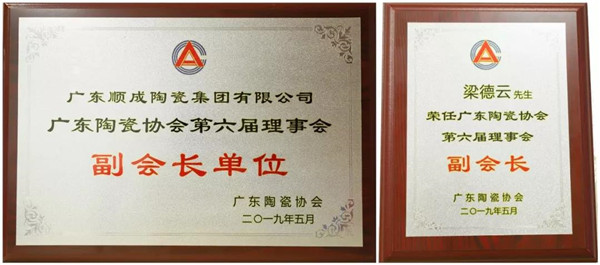 广东顺成陶瓷集团有限公司
广东陶瓷协会第六届理事会
副会长单位
广东陶瓷协会
二〇一九年五月
梁德云先生
荣任广东陶瓷协会
第六届理事会
副会长
广东陶瓷协会
二〇一九年五月